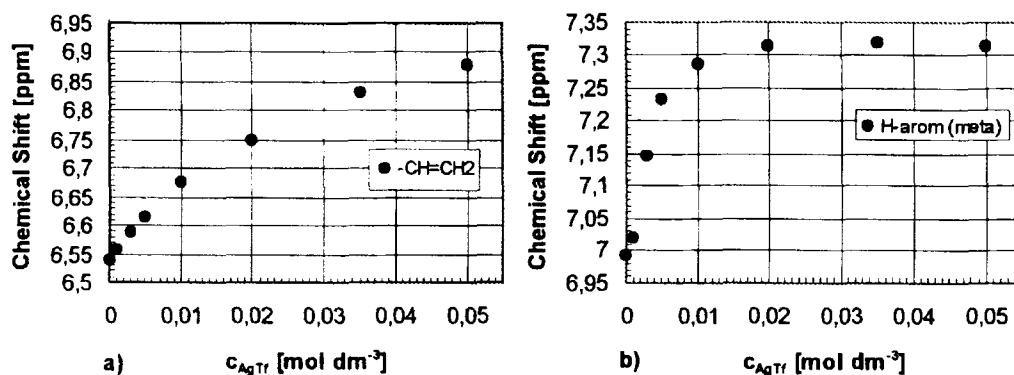 Chemical Shift [ppm]
6,95
6,9
6,85
6,8
6,75
6,7
6,65
6,6
6,55
6,5
-CH=CH2
0 0,01 0,02 0,03 0,04 0,05
a) c_AgTf [mol dm⁻³]
Chemical Shift [ppm]
7,35
7,3
7,25
7,2
7,15
7,1
7,05
7
6,95
H-arom (meta)
0 0,01 0,02 0,03 0,04 0,05
b) c_AgTf [mol dm⁻³]